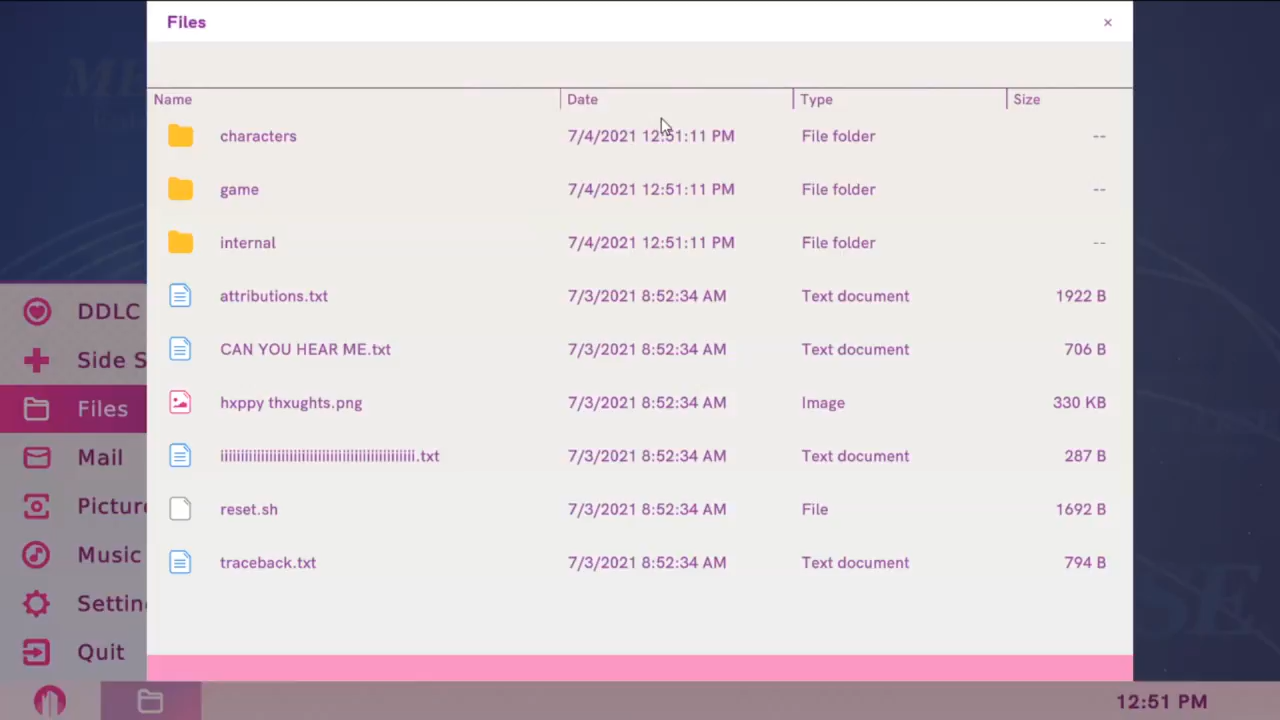 Files ×
Name Date Type Size
characters 7/4/2021 12:51:11 PM File folder --
game 7/4/2021 12:51:11 PM File folder --
internal 7/4/2021 12:51:11 PM File folder --
attributions.txt 7/3/2021 8:52:34 AM Text document 1922 B
CAN YOU HEAR ME.txt 7/3/2021 8:52:34 AM Text document 706 B
hxppy thxughts.png 7/3/2021 8:52:34 AM Image 330 KB
iiiiiiiiiiiiiiiiiiiiiiiiiiiiiiiiiiiiiiiiiiiii.txt 7/3/2021 8:52:34 AM Text document 287 B
reset.sh 7/3/2021 8:52:34 AM File 1692 B
traceback.txt 7/3/2021 8:52:34 AM Text document 794 B
DDLC
Side S
Files
Mail
Pictur
Music
Settin
Quit
12:51 PM